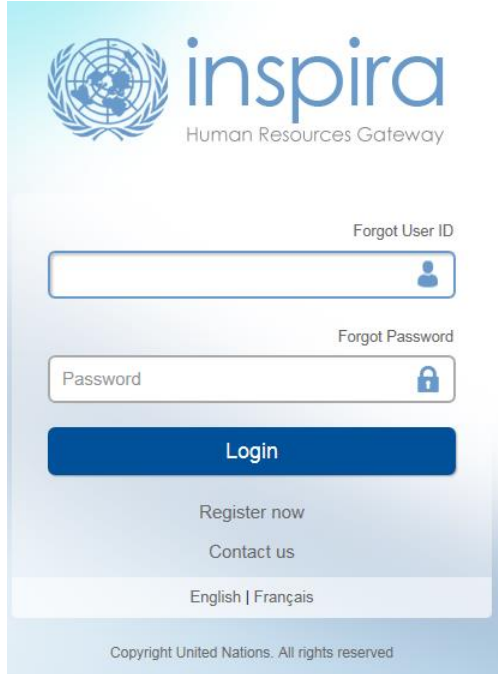 inspira
Human Resources Gateway
Forgot User ID
Forgot Password
Password
Login
Register now
Contact us
English | Français
Copyright United Nations. All rights reserved